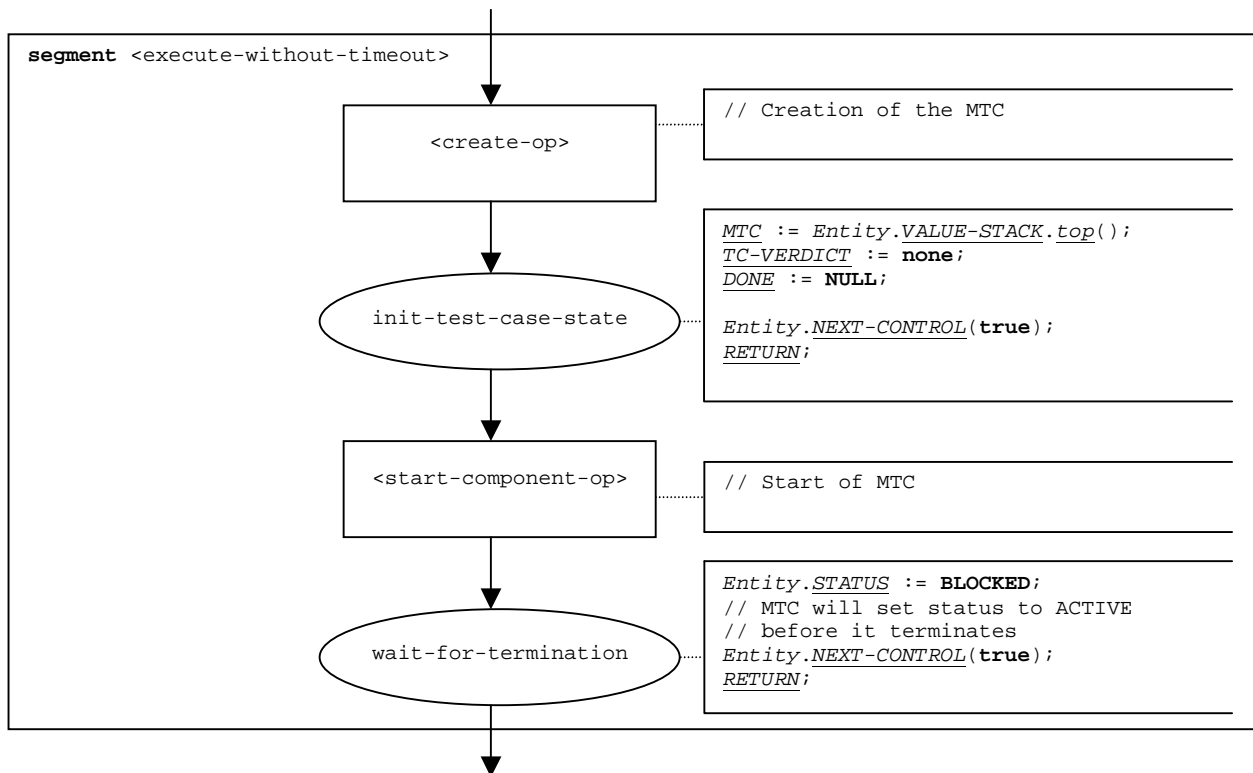 segment <execute-without-timeout>
<create-op>
// Creation of the MTC
init-test-case-state
MTC := Entity.VALUE-STACK.top();
TC-VERDICT := none;
DONE := NULL;
Entity.NEXT-CONTROL(true);
RETURN;
<start-component-op>
// Start of MTC
wait-for-termination
Entity.STATUS := BLOCKED;
// MTC will set status to ACTIVE
// before it terminates
Entity.NEXT-CONTROL(true);
RETURN;